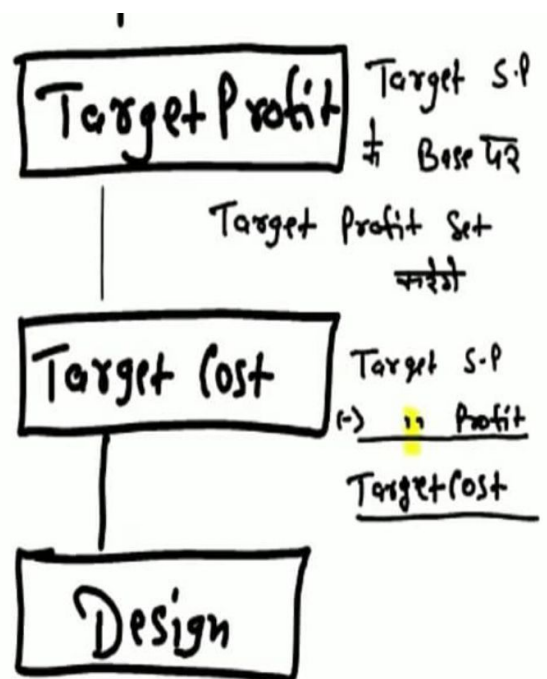 Target Profit
Target S.P
के Base पर
Target Profit Set
करेंगे
Target Cost
Target S-P
(-) " Profit
Target Cost
Design